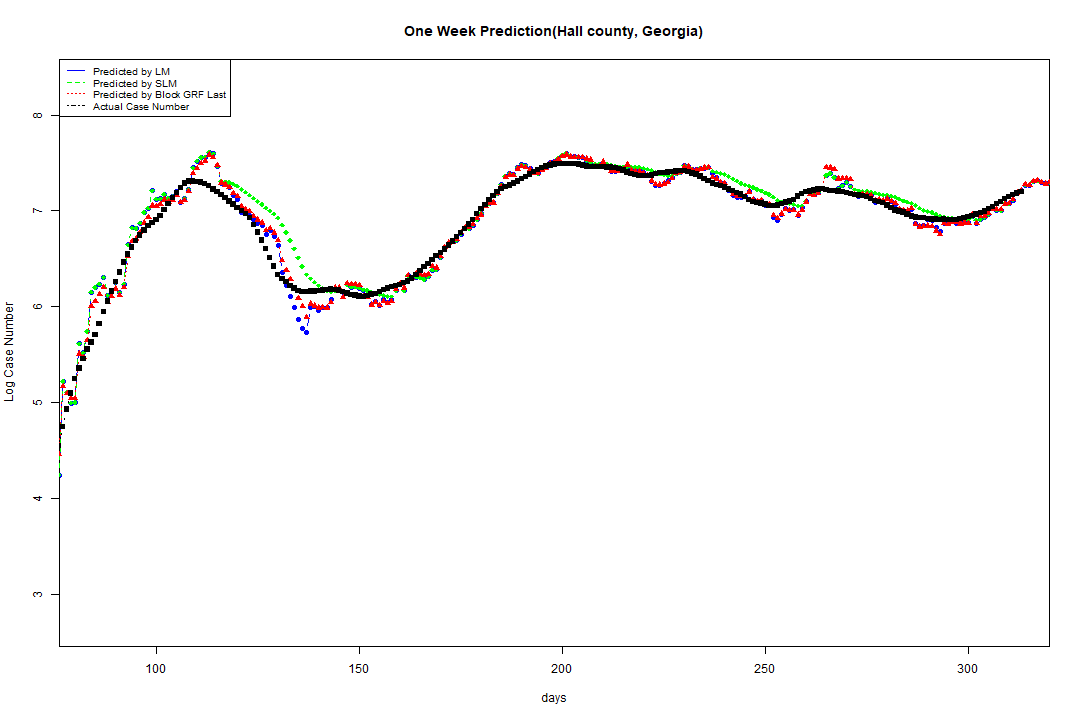 One Week Prediction(Hall county, Georgia)
Predicted by LM
Predicted by SLM
Predicted by Block GRF Last
Actual Case Number
8
7
6
5
4
3
Log Case Number
100 150 200 250 300
days